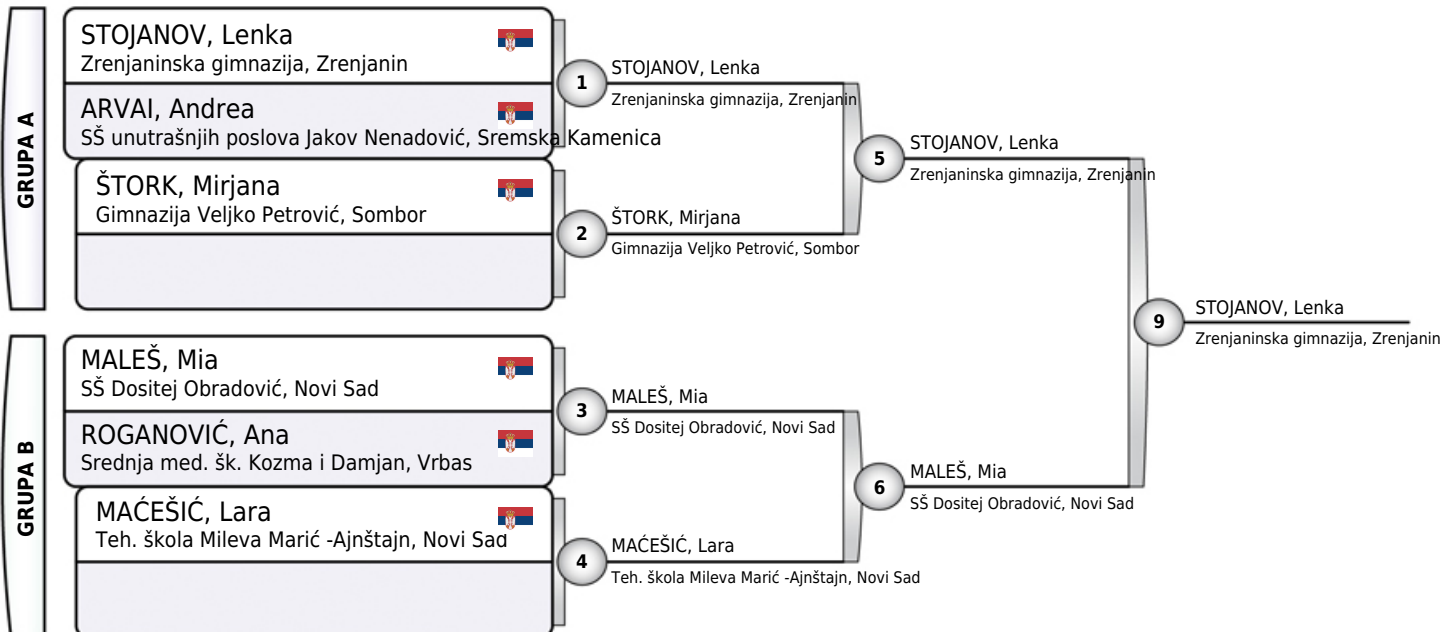 GRUPA A
STOJANOV, Lenka
Zrenjaninska gimnazija, Zrenjanin
ARVAI, Andrea
SŠ unutrašnjih poslova Jakov Nenadović, Sremska Kamenica
ŠTORK, Mirjana
Gimnazija Veljko Petrović, Sombor
1
STOJANOV, Lenka
Zrenjaninska gimnazija, Zrenjanin
2
ŠTORK, Mirjana
Gimnazija Veljko Petrović, Sombor
5
STOJANOV, Lenka
Zrenjaninska gimnazija, Zrenjanin
GRUPA B
MALEŠ, Mia
SŠ Dositej Obradović, Novi Sad
ROGANOVIĆ, Ana
Srednja med. šk. Kozma i Damjan, Vrbas
MAĆEŠIĆ, Lara
Teh. škola Mileva Marić -Ajnštajn, Novi Sad
3
MALEŠ, Mia
SŠ Dositej Obradović, Novi Sad
4
MAĆEŠIĆ, Lara
Teh. škola Mileva Marić -Ajnštajn, Novi Sad
6
MALEŠ, Mia
SŠ Dositej Obradović, Novi Sad
9
STOJANOV, Lenka
Zrenjaninska gimnazija, Zrenjanin